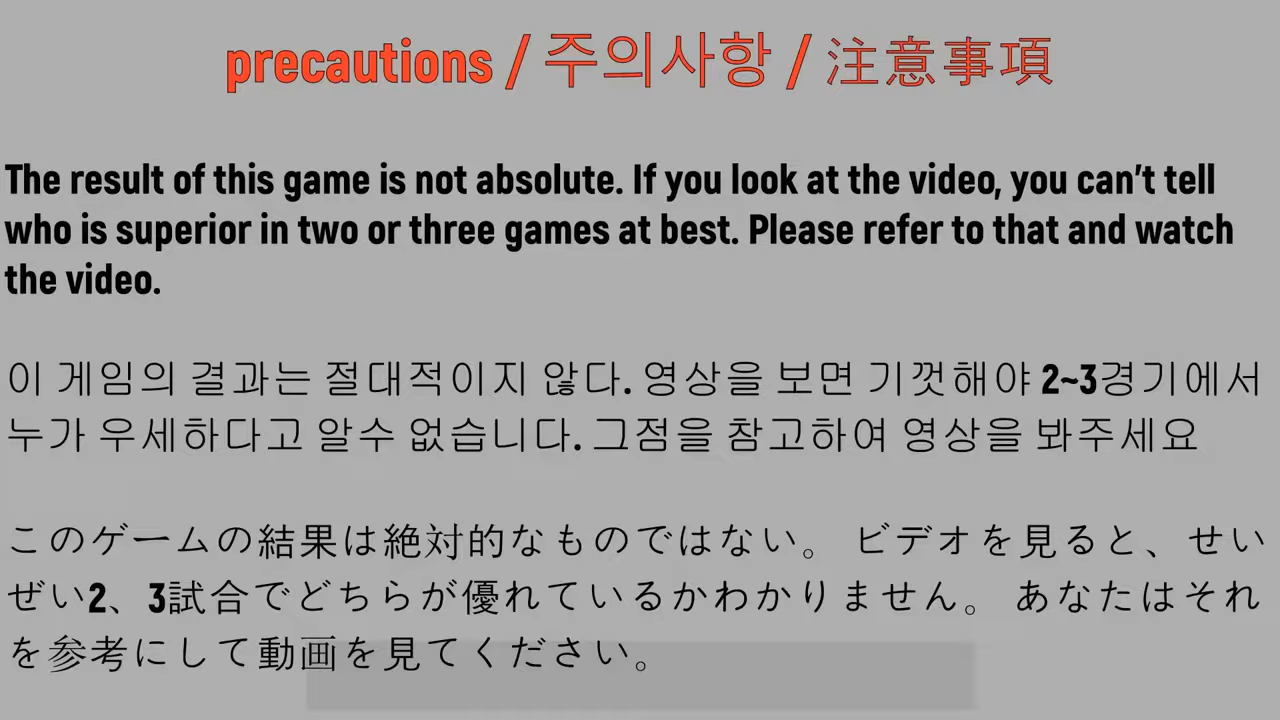 precautions / 주의사항 / 注意事項
The result of this game is not absolute. If you look at the video, you can't tell
who is superior in two or three games at best. Please refer to that and watch
the video.
이 게임의 결과는 절대적이지 않다. 영상을 보면 기껏해야 2~3경기에서
누가 우세하다고 알수 없습니다. 그점을 참고하여 영상을 봐주세요
このゲームの結果は絶対的なものではない。 ビデオを見ると、せい
ぜい2、3試合でどちらが優れているかわかりません。 あなたはそれ
を参考にして動画を見てください。